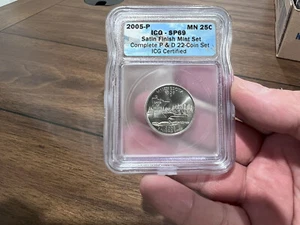 2005-P MN 25C
ICG - SP69
Satin Finish Mint Set
Complete P & D 22-Coin Set
ICG Certified